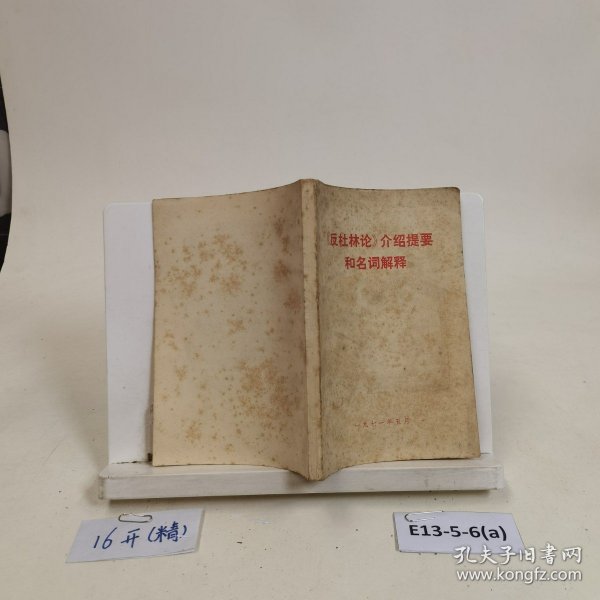 《反杜林论》介绍提要
和名词解释
一九七一年五月
16开(精)
E13-5-6(a)
孔夫子旧书网
www.kongfz.com